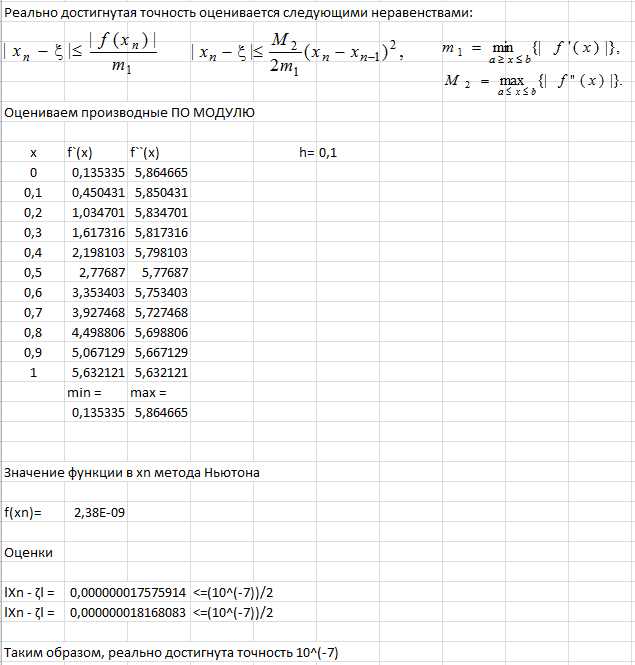 Реально достигнутая точность оценивается следующими неравенствами:
| xₙ − ξ |≤ | f (xₙ) | / m₁    | xₙ − ξ |≤ M₂ / 2m₁ (xₙ − xₙ₋₁)²,    m₁ = min a≥x≤b {| f '(x) |},
M₂ = max a≤x≤b {| f "(x) |}.
Оцениваем производные ПО МОДУЛЮ
x f`(x) f``(x) h= 0,1
0 0,135335 5,864665
0,1 0,450431 5,850431
0,2 1,034701 5,834701
0,3 1,617316 5,817316
0,4 2,198103 5,798103
0,5 2,77687 5,77687
0,6 3,353403 5,753403
0,7 3,927468 5,727468
0,8 4,498806 5,698806
0,9 5,067129 5,667129
1 5,632121 5,632121
min = max =
0,135335 5,864665
Значение функции в xn метода Ньютона
f(xn)= 2,38E-09
Оценки
lXn - ζl = 0,000000017575914 <=(10^(-7))/2
lXn - ζl = 0,000000018168083 <=(10^(-7))/2
Таким образом, реально достигнута точность 10^(-7)